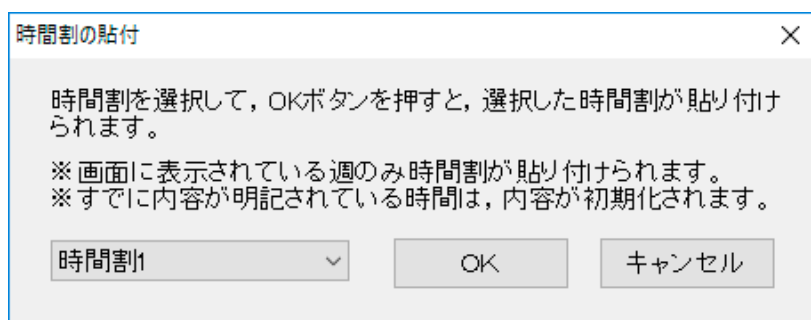 時間割の貼付
時間割を選択して，OKボタンを押すと，選択した時間割が貼り付け
られます。
※画面に表示されている週のみ時間割が貼り付けられます。
※すでに内容が明記されている時間は，内容が初期化されます。
時間割1 OK キャンセル